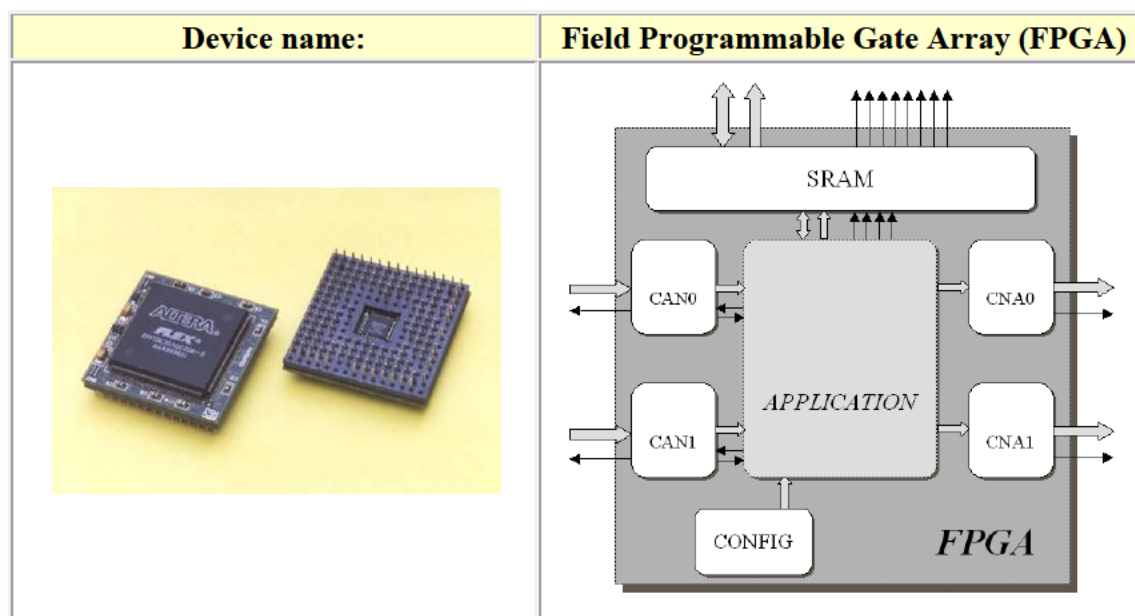 Device name:
Field Programmable Gate Array (FPGA)
ALTERA
FLEX
SRAM
CAN0
CNA0
APPLICATION
CAN1
CNA1
CONFIG
FPGA